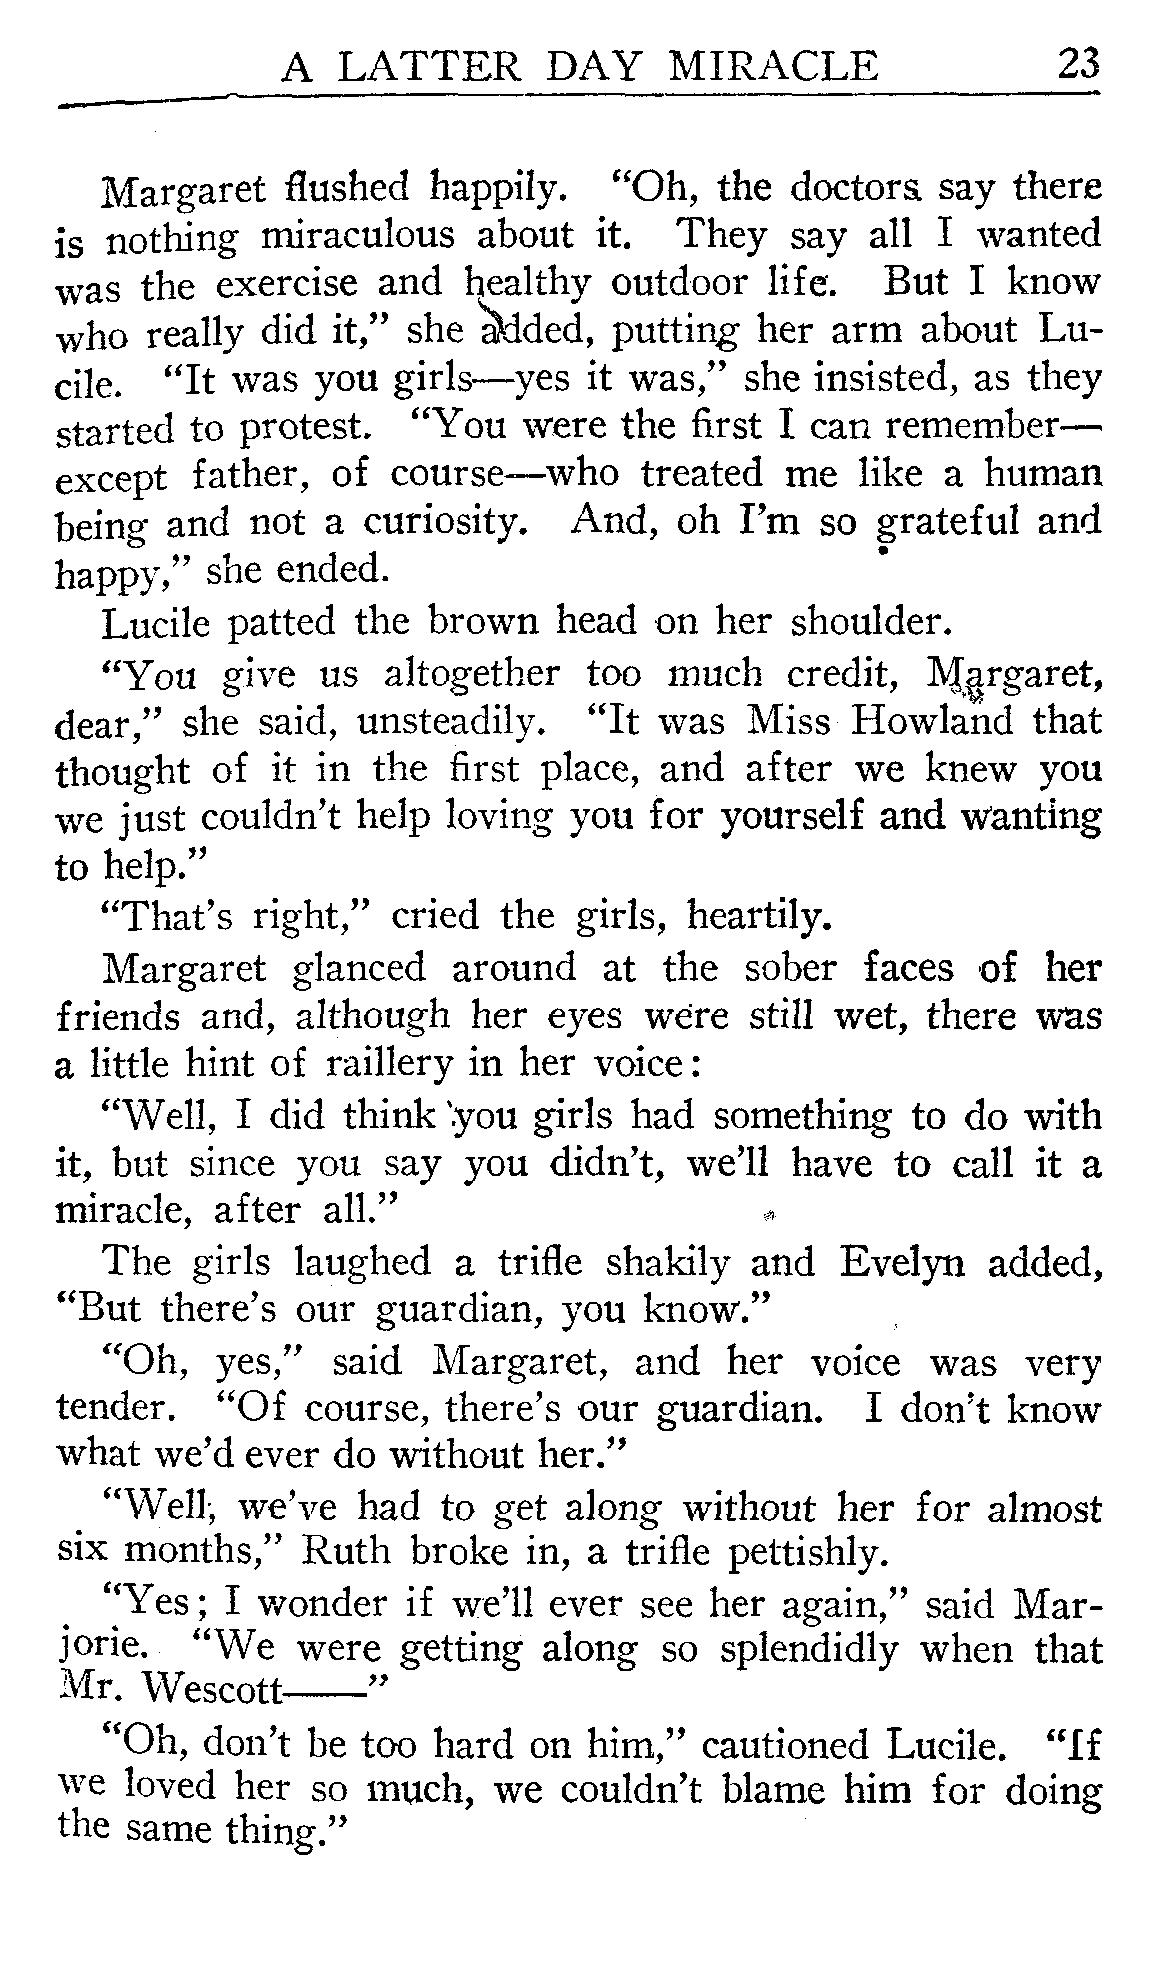 A LATTER DAY MIRACLE 23
Margaret flushed happily. “Oh, the doctors say there
is nothing miraculous about it. They say all I wanted
was the exercise and healthy outdoor life. But I know
who really did it,” she added, putting her arm about Lu-
cile. “It was you girls—yes it was,” she insisted, as they
started to protest. “You were the first I can remember—
except father, of course—who treated me like a human
being and not a curiosity. And, oh I’m so grateful and
happy,” she ended.
Lucile patted the brown head on her shoulder.
“You give us altogether too much credit, Margaret,
dear,” she said, unsteadily. “It was Miss Howland that
thought of it in the first place, and after we knew you
we just couldn’t help loving you for yourself and wanting
to help.”
“That’s right,” cried the girls, heartily.
Margaret glanced around at the sober faces of her
friends and, although her eyes were still wet, there was
a little hint of raillery in her voice:
“Well, I did think you girls had something to do with
it, but since you say you didn’t, we’ll have to call it a
miracle, after all.”
The girls laughed a trifle shakily and Evelyn added,
“But there’s our guardian, you know.”
“Oh, yes,” said Margaret, and her voice was very
tender. “Of course, there’s our guardian. I don’t know
what we’d ever do without her.”
“Well, we’ve had to get along without her for almost
six months,” Ruth broke in, a trifle pettishly.
“Yes; I wonder if we’ll ever see her again,” said Mar-
jorie. “We were getting along so splendidly when that
Mr. Wescott——”
“Oh, don’t be too hard on him,” cautioned Lucile. “If
we loved her so much, we couldn’t blame him for doing
the same thing.”